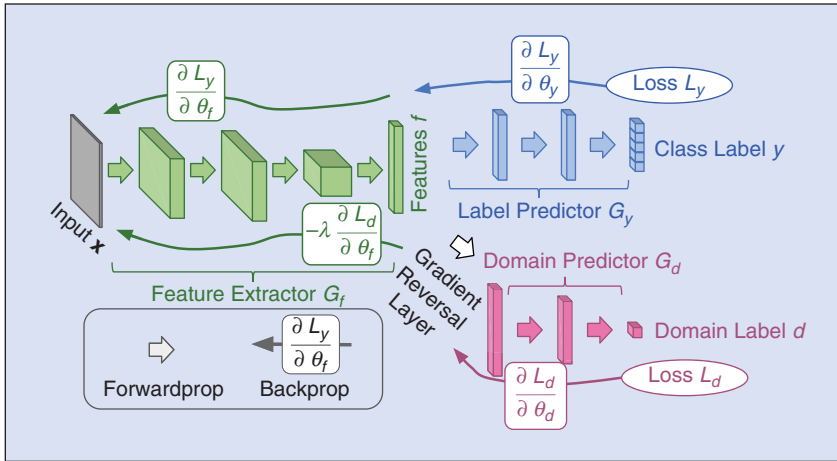 ∂ L_y
∂ θ_f
∂ L_y
∂ θ_y
Loss L_y
Input x
Features f
Class Label y
Label Predictor G_y
−λ ∂ L_d
∂ θ_f
Feature Extractor G_f
Gradient
Reversal
Layer
Domain Predictor G_d
Domain Label d
∂ L_d
∂ θ_d
Loss L_d
∂ L_y
∂ θ_f
Forwardprop
Backprop